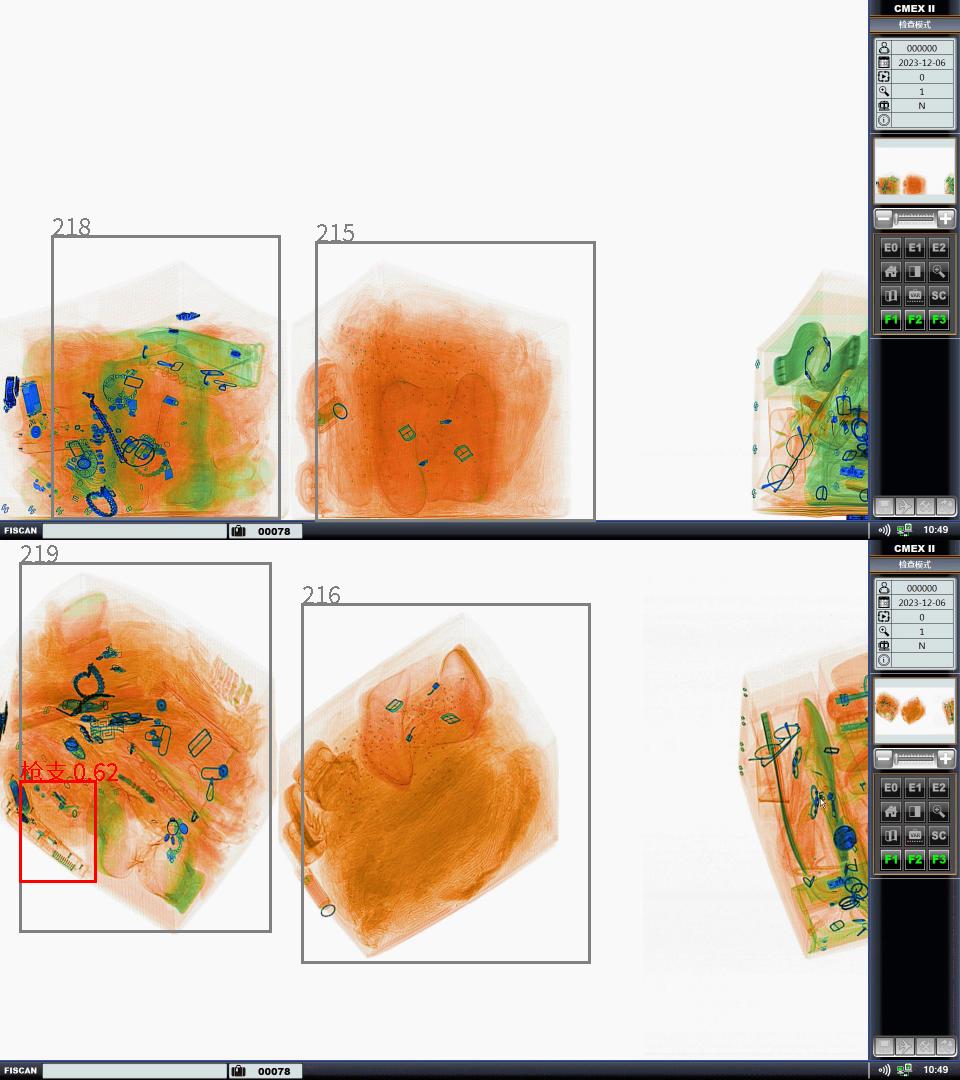 CMEX II
检查模式
000000
2023-12-06
0
1
N
E0 E1 E2
SC
F1 F2 F3
218
215
FISCAN
00078
10:49
CMEX II
检查模式
000000
2023-12-06
0
1
N
E0 E1 E2
SC
F1 F2 F3
219
216
枪支 0.62
FISCAN
00078
10:49